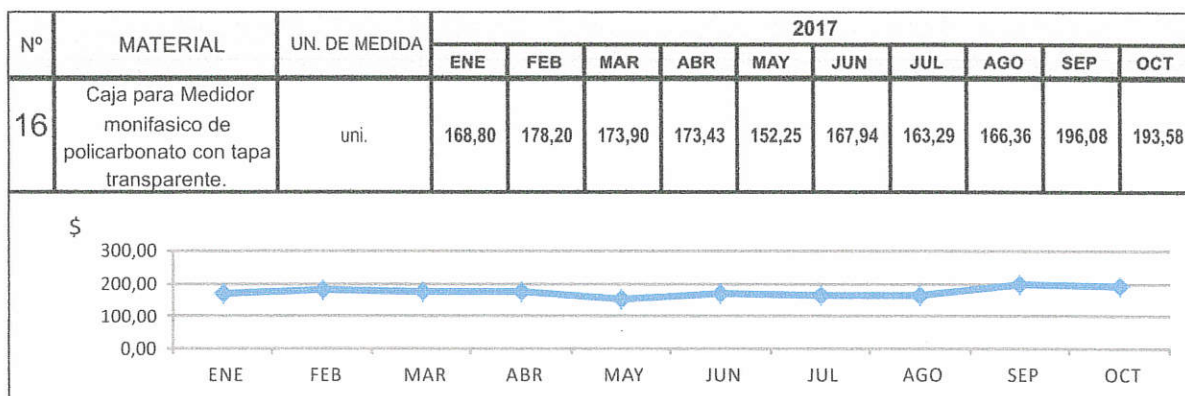 Nº MATERIAL UN. DE MEDIDA 2017
ENE FEB MAR ABR MAY JUN JUL AGO SEP OCT
16 Caja para Medidor
monifasico de
policarbonato con tapa
transparente.
uni. 168,80 178,20 173,90 173,43 152,25 167,94 163,29 166,36 196,08 193,58
$
300,00
200,00
100,00
0,00
ENE FEB MAR ABR MAY JUN JUL AGO SEP OCT